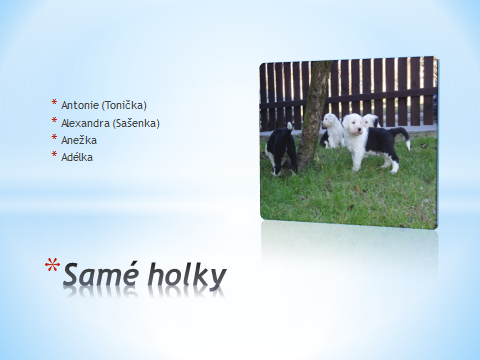 * Antonie (Tonička)
* Alexandra (Sašenka)
* Anežka
* Adélka
* Samé holky